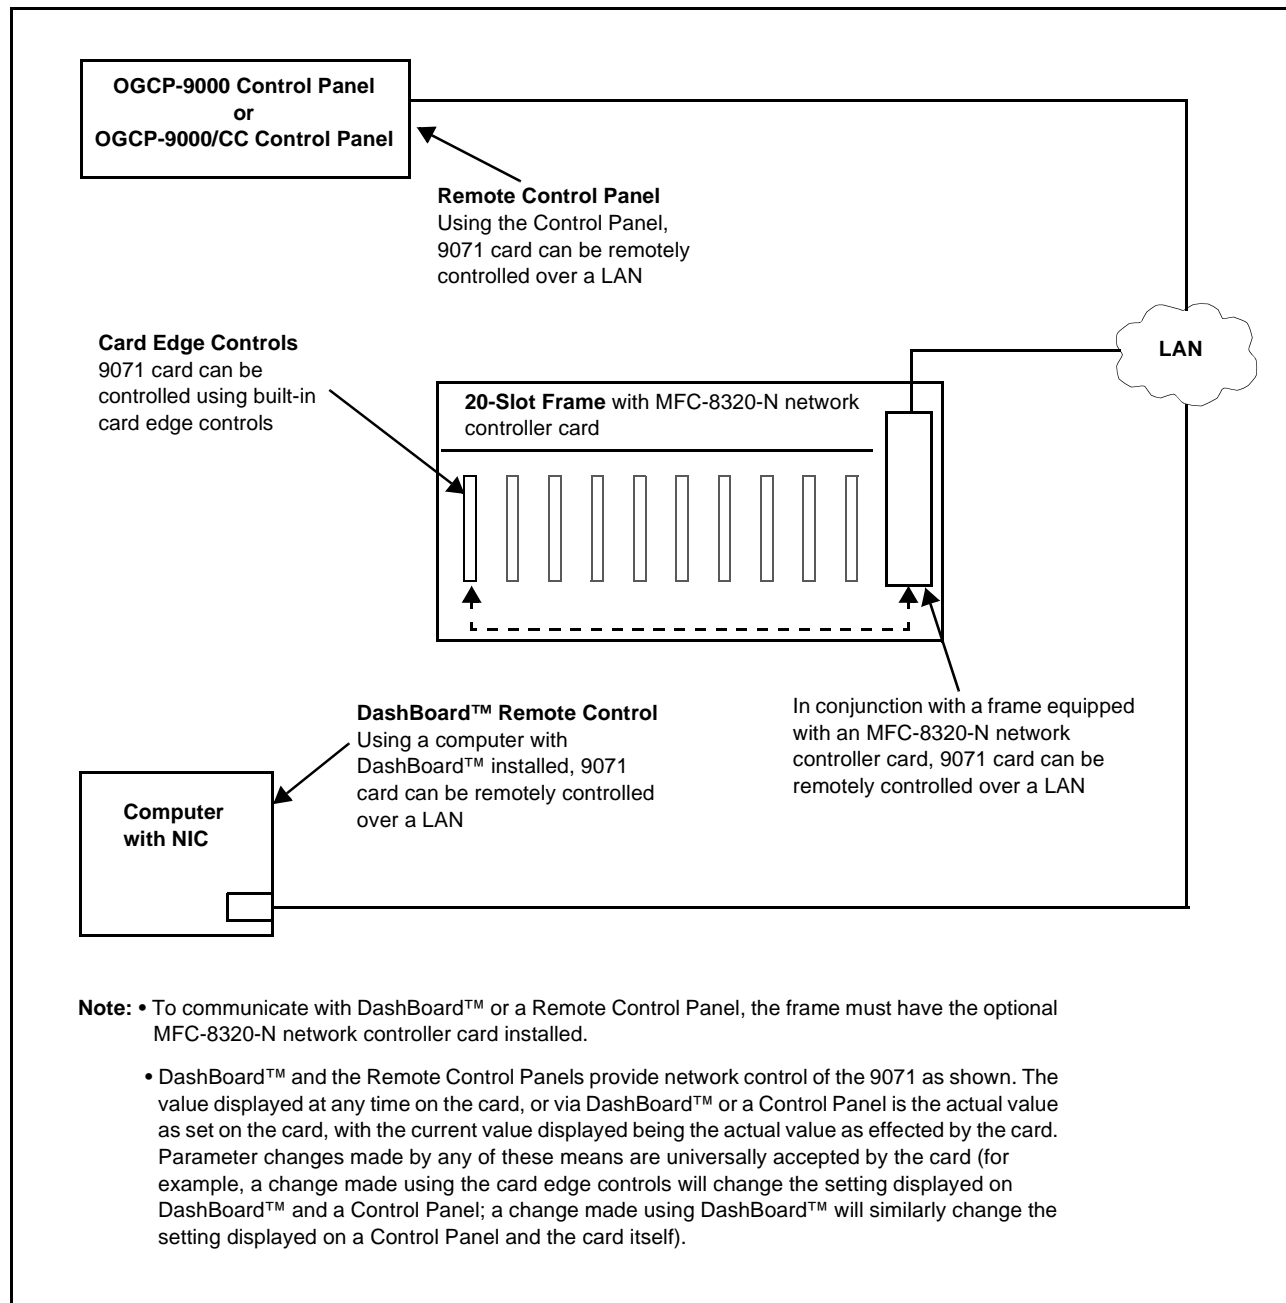 OGCP-9000 Control Panel
or
OGCP-9000/CC Control Panel
Remote Control Panel
Using the Control Panel,
9071 card can be remotely
controlled over a LAN
LAN
Card Edge Controls
9071 card can be
controlled using built-in
card edge controls
20-Slot Frame with MFC-8320-N network
controller card
DashBoard™ Remote Control
Using a computer with
DashBoard™ installed, 9071
card can be remotely controlled
over a LAN
In conjunction with a frame equipped
with an MFC-8320-N network
controller card, 9071 card can be
remotely controlled over a LAN
Computer
with NIC
Note: • To communicate with DashBoard™ or a Remote Control Panel, the frame must have the optional
MFC-8320-N network controller card installed.
• DashBoard™ and the Remote Control Panels provide network control of the 9071 as shown. The
value displayed at any time on the card, or via DashBoard™ or a Control Panel is the actual value
as set on the card, with the current value displayed being the actual value as effected by the card.
Parameter changes made by any of these means are universally accepted by the card (for
example, a change made using the card edge controls will change the setting displayed on
DashBoard™ and a Control Panel; a change made using DashBoard™ will similarly change the
setting displayed on a Control Panel and the card itself).